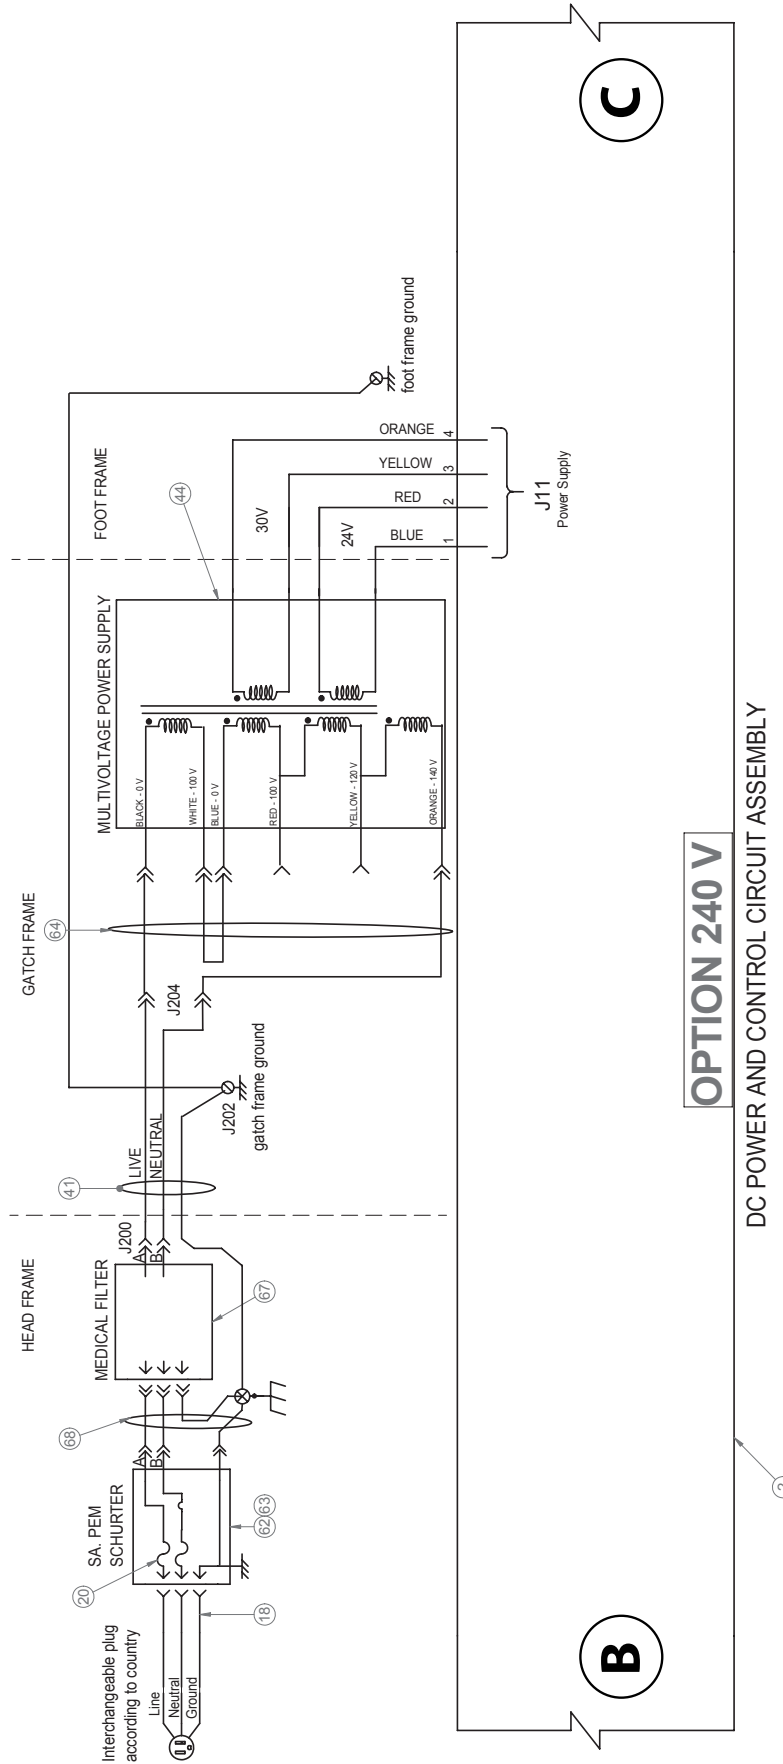 HEAD FRAME
GATCH FRAME
FOOT FRAME
Interchangeable plug
according to country
Line
Neutral
Ground
20
18
SA. PEM
SCHURTER
62
63
A
B
68
MEDICAL FILTER
67
A
B
J200
41
LIVE
NEUTRAL
J202
gatch frame ground
J204
64
MULTIVOLTAGE POWER SUPPLY
BLACK - 0 V
WHITE - 100 V
BLUE - 0 V
RED - 100 V
YELLOW - 120 V
ORANGE - 140 V
44
30V
24V
ORANGE
YELLOW
RED
BLUE
4
3
2
1
J11
Power Supply
foot frame ground
B
C
OPTION 240 V
DC POWER AND CONTROL CIRCUIT ASSEMBLY